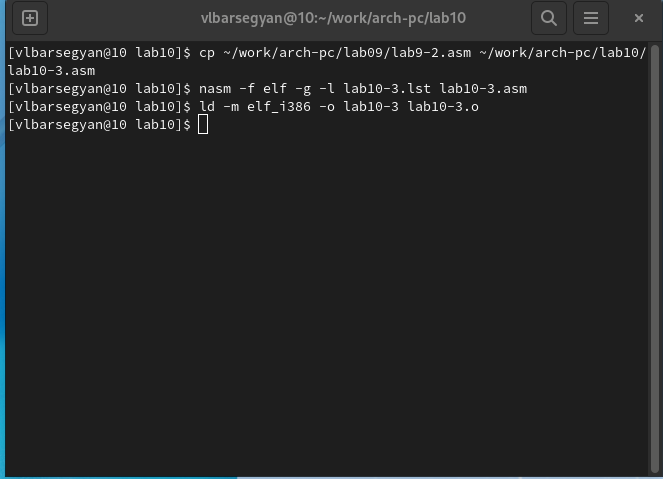 vlbarsegyan@10:~/work/arch-pc/lab10
[vlbarsegyan@10 lab10]$ cp ~/work/arch-pc/lab09/lab9-2.asm ~/work/arch-pc/lab10/
lab10-3.asm
[vlbarsegyan@10 lab10]$ nasm -f elf -g -l lab10-3.lst lab10-3.asm
[vlbarsegyan@10 lab10]$ ld -m elf_i386 -o lab10-3 lab10-3.o
[vlbarsegyan@10 lab10]$